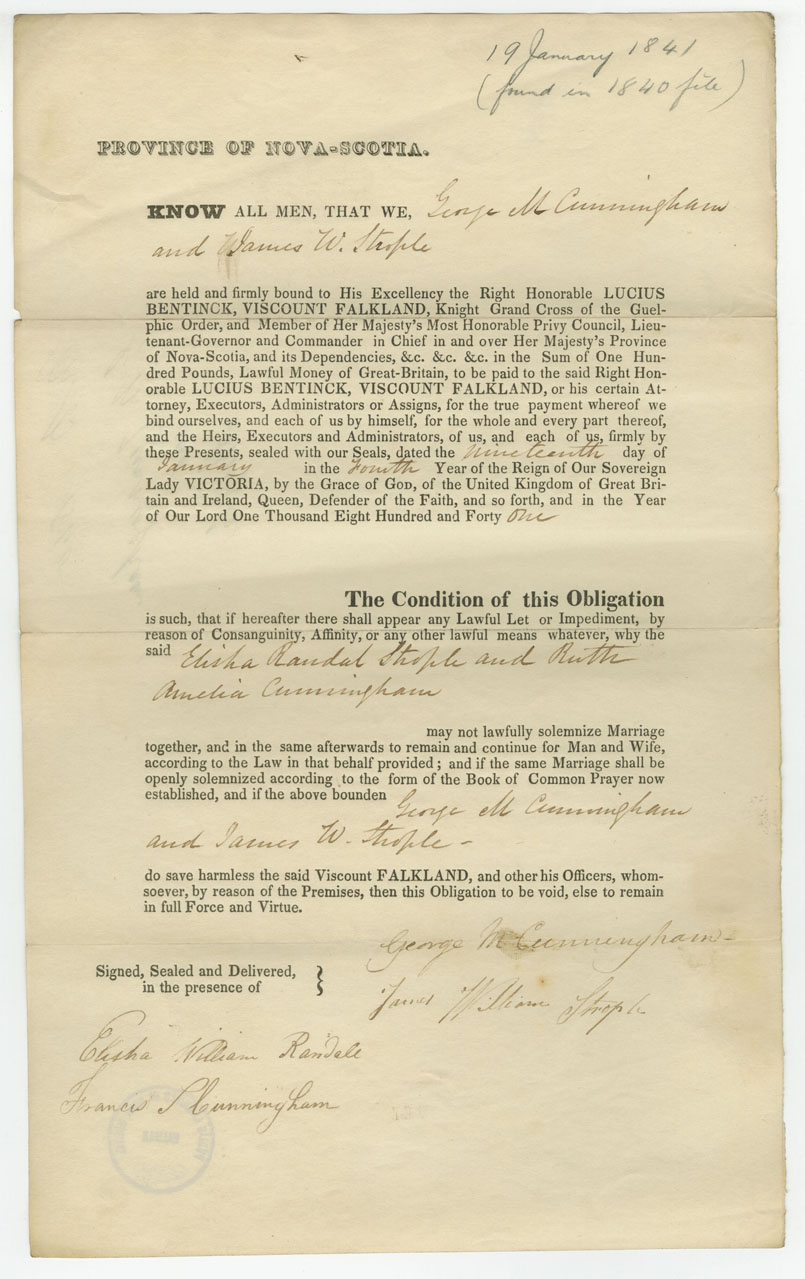 19 January 1841
(found in 1840 file)
PROVINCE OF NOVA-SCOTIA.
KNOW ALL MEN, THAT WE, George M Cunningham
and James W. Strople
are held and firmly bound to His Excellency the Right Honorable LUCIUS
BENTINCK, VISCOUNT FALKLAND, Knight Grand Cross of the Guel-
phic Order, and Member of Her Majesty's Most Honorable Privy Council, Lieu-
tenant-Governor and Commander in Chief in and over Her Majesty's Province
of Nova-Scotia, and its Dependencies, &c. &c. &c. in the Sum of One Hun-
dred Pounds, Lawful Money of Great-Britain, to be paid to the said Right Hon-
orable LUCIUS BENTINCK, VISCOUNT FALKLAND, or his certain At-
torney, Executors, Administrators or Assigns, for the true payment whereof we
bind ourselves, and each of us by himself, for the whole and every part thereof,
and the Heirs, Executors and Administrators, of us, and each of us, firmly by
these Presents, sealed with our Seals, dated the nineteenth day of
January in the Fourth Year of the Reign of Our Sovereign
Lady VICTORIA, by the Grace of God, of the United Kingdom of Great Bri-
tain and Ireland, Queen, Defender of the Faith, and so forth, and in the Year
of Our Lord One Thousand Eight Hundred and Forty one
The Condition of this Obligation
is such, that if hereafter there shall appear any Lawful Let or Impediment, by
reason of Consanguinity, Affinity, or any other lawful means whatever, why the
said Elisha Randal Strople and Ruth
Amelia Cunningham
may not lawfully solemnize Marriage
together, and in the same afterwards to remain and continue for Man and Wife,
according to the Law in that behalf provided; and if the same Marriage shall be
openly solemnized according to the form of the Book of Common Prayer now
established, and if the above bounden George M Cunningham
and James W. Strople -
do save harmless the said Viscount FALKLAND, and other his Officers, whom-
soever, by reason of the Premises, then this Obligation to be void, else to remain
in full Force and Virtue.
George M Cunningham -
Signed, Sealed and Delivered,
in the presence of
James William Strople
Elisha William Randale
Francis S Cunningham